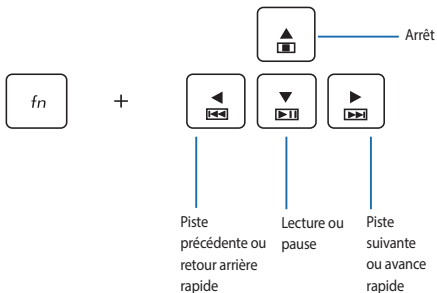 Arrêt
fn
+
Piste
précédente ou
retour arrière
rapide
Lecture ou
pause
Piste
suivante
ou avance
rapide